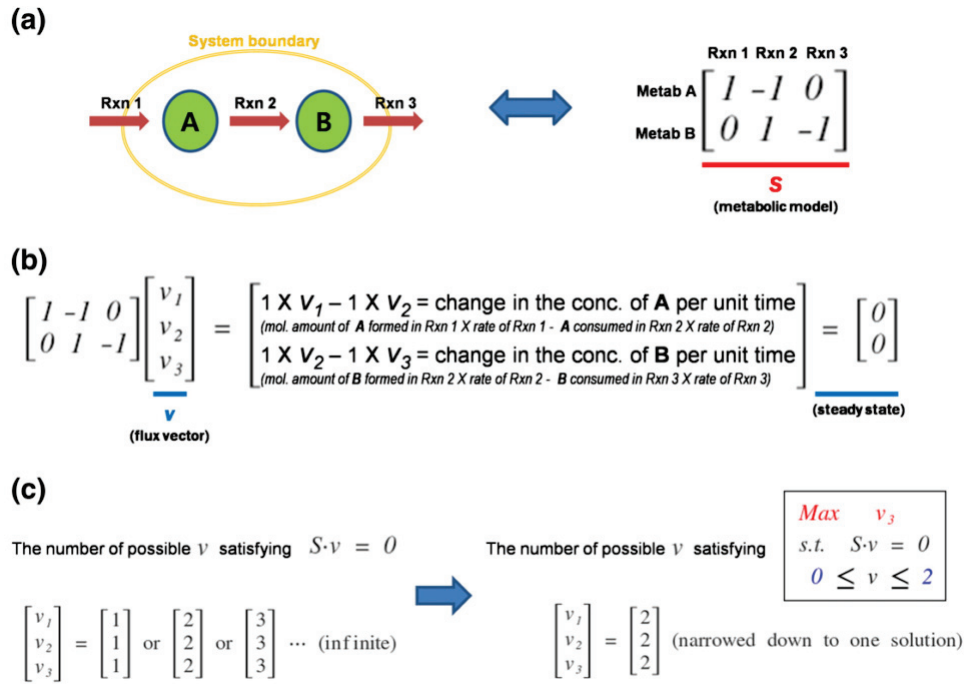 (a)
System boundary
Rxn 1 Rxn 2 Rxn 3
A B
Rxn 1 Rxn 2 Rxn 3
Metab A [1 -1 0]
Metab B [0 1 -1]
S
(metabolic model)
(b)
[1 -1 0] [v1]
[0 1 -1] [v2]
[v3]
v
(flux vector)
=
1 X V1 – 1 X V2 = change in the conc. of A per unit time
(mol. amount of A formed in Rxn 1 X rate of Rxn 1 - A consumed in Rxn 2 X rate of Rxn 2)
1 X V2 – 1 X V3 = change in the conc. of B per unit time
(mol. amount of B formed in Rxn 2 X rate of Rxn 2 - B consumed in Rxn 3 X rate of Rxn 3)
=
[0]
[0]
(steady state)
(c)
The number of possible v satisfying S·v = 0
[v1] [1] [2] [3]
[v2] = [1] or [2] or [3] ··· (infinite)
[v3] [1] [2] [3]
The number of possible v satisfying
Max v3
s.t. S·v = 0
0 ≤ v ≤ 2
[v1] [2]
[v2] = [2] (narrowed down to one solution)
[v3] [2]